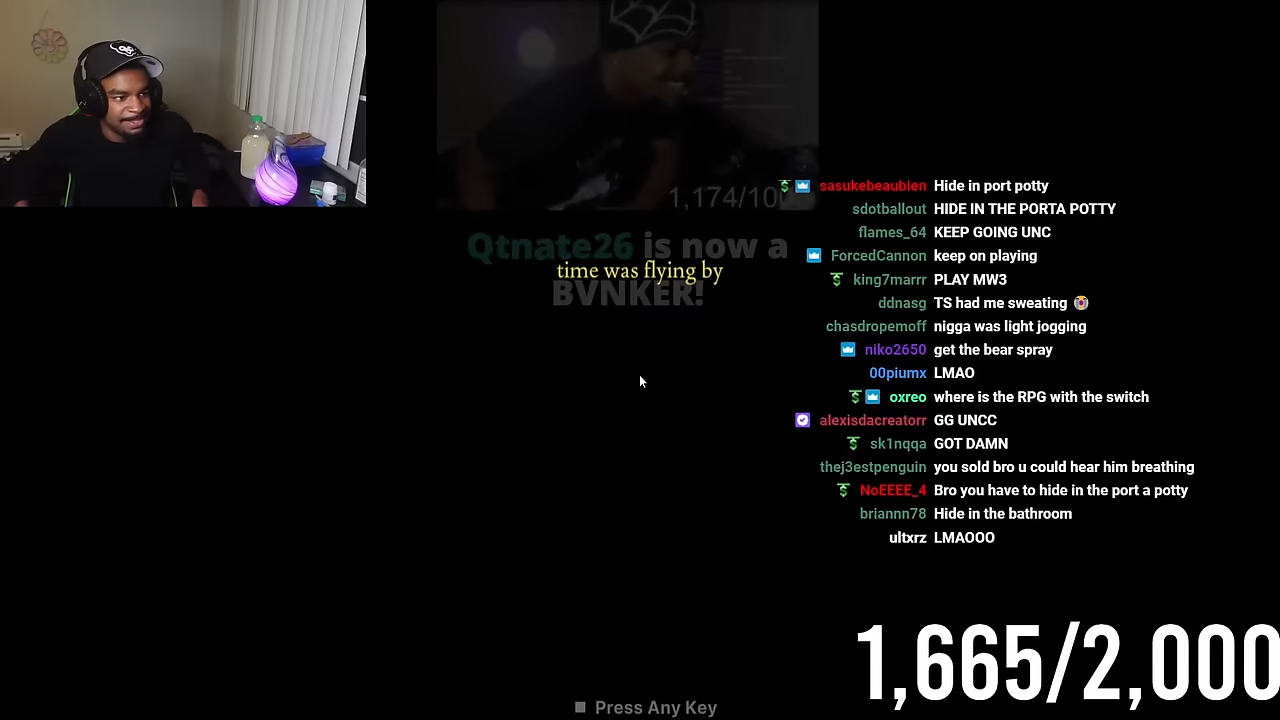 1,174/10
Qtnate26 is now a
BVNKER!
time was flying by
sasukebeaubien Hide in port potty
sdotballout HIDE IN THE PORTA POTTY
flames_64 KEEP GOING UNC
ForcedCannon keep on playing
king7marrr PLAY MW3
ddnasg TS had me sweating 😭
chasdropemoff nigga was light jogging
niko2650 get the bear spray
00piumx LMAO
oxreo where is the RPG with the switch
alexisdacreatorr GG UNCC
sk1nqqa GOT DAMN
thej3estpenguin you sold bro u could hear him breathing
NoEEEE_4 Bro you have to hide in the port a potty
briannn78 Hide in the bathroom
ultxrz LMAOOO
1,665/2,000
Press Any Key